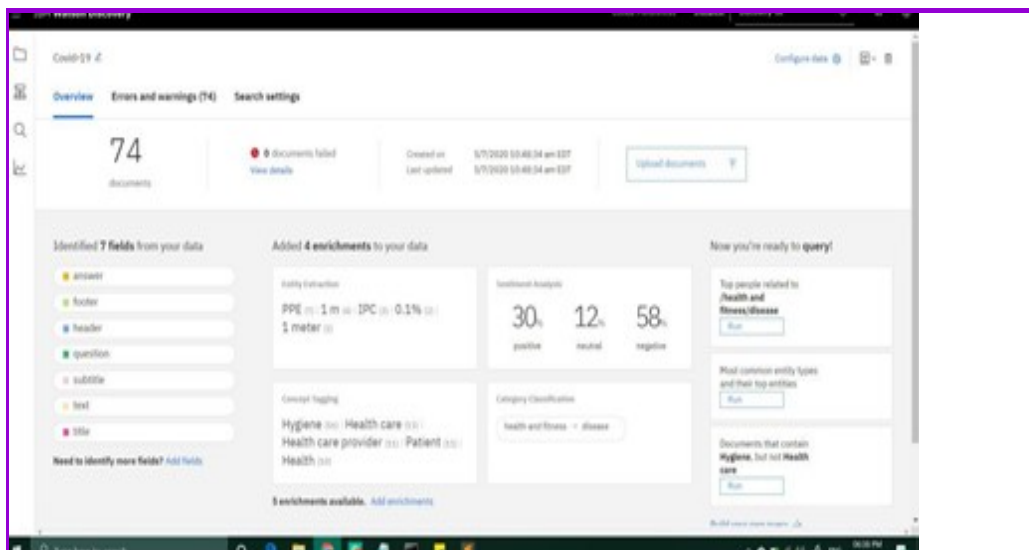 Watson Discovery
Covid-19
Configure data
Overview Errors and warnings (74) Search settings
74
documents
0 documents failed
View details
Created on 5/7/2020 10:48:34 am EDT
Last updated 5/7/2020 10:48:34 am EDT
Upload documents
Identified 7 fields from your data
answer
footer
header
question
subtitle
text
title
Need to identify more fields? Add fields
Added 4 enrichments to your data
Entity Extraction
PPE 1 m IPC 0.1%
1 meter
Sentiment Analysis
30% 12% 58%
positive neutral negative
Concept Tagging
Hygiene Health care
Health care provider Patient
Health
Category Classification
health and fitness disease
5 enrichments available. Add enrichments
Now you're ready to query!
Top people related to
/health and
fitness/disease
Run
Most common entity types
and their top entities
Run
Documents that contain
Hygiene, but not Health
care
Run
Build your own query